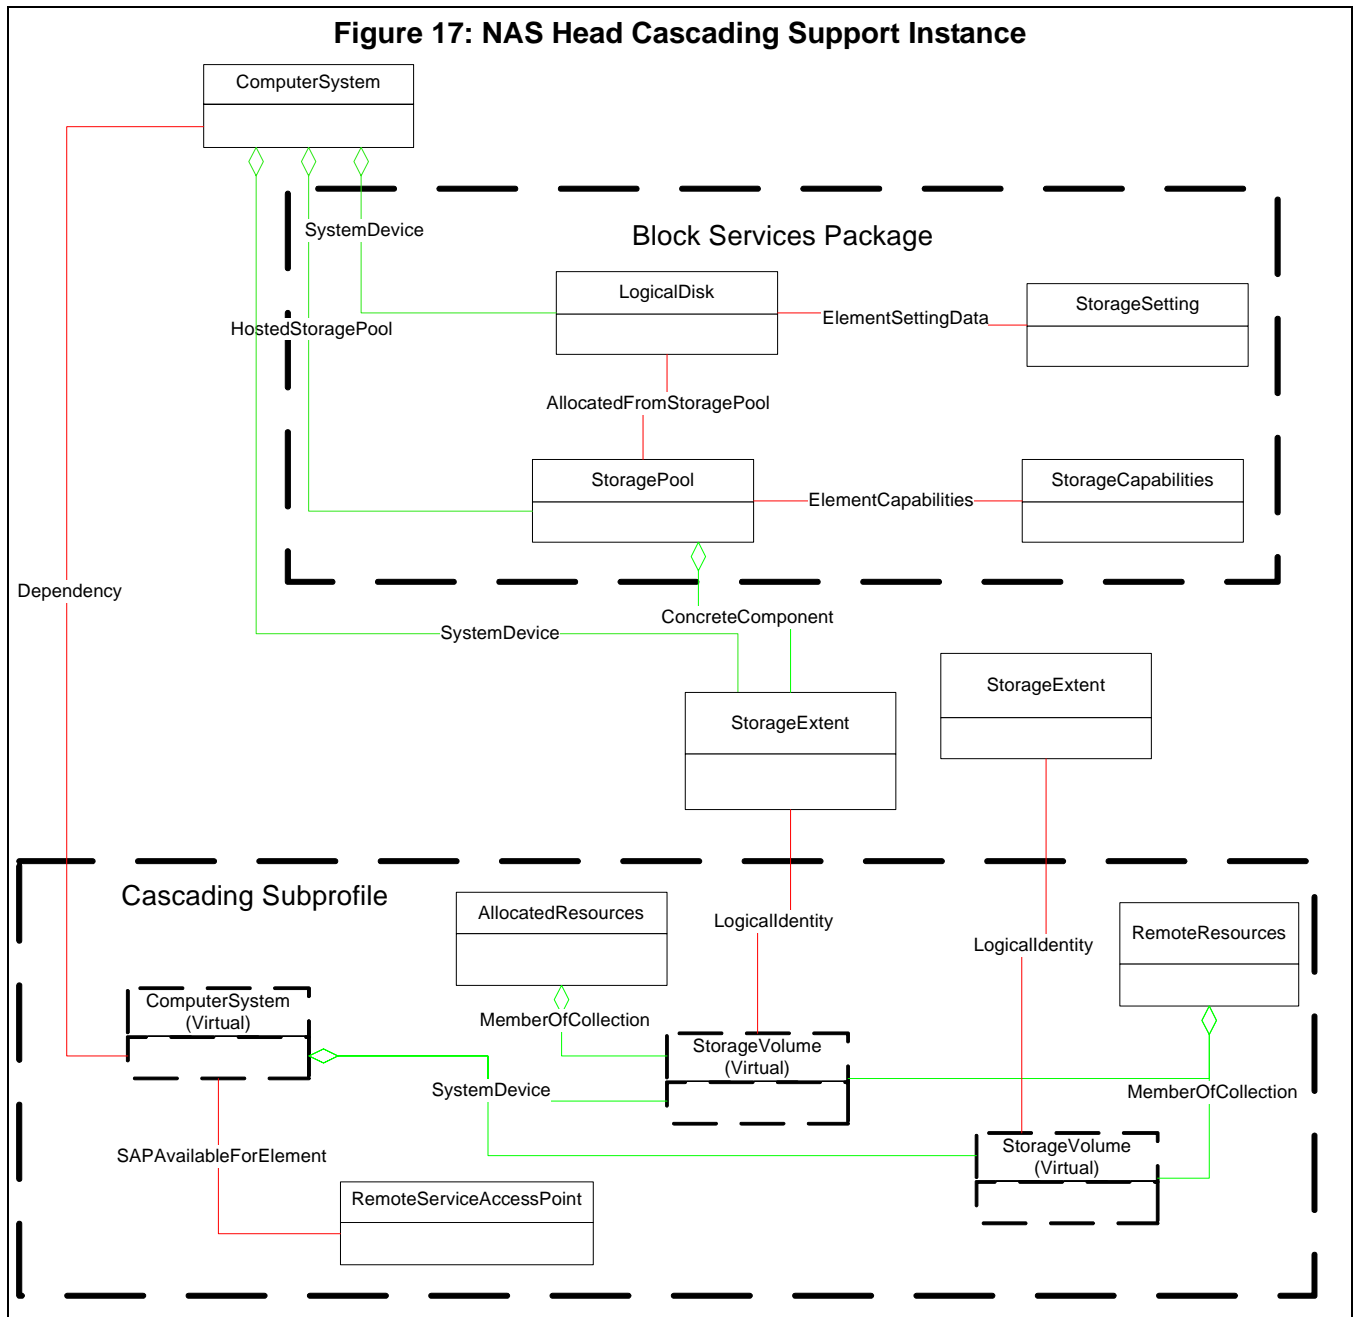 Figure 17: NAS Head Cascading Support Instance
ComputerSystem
SystemDevice
Block Services Package
LogicalDisk
StorageSetting
ElementSettingData
HostedStoragePool
AllocatedFromStoragePool
StoragePool
StorageCapabilities
ElementCapabilities
Dependency
ConcreteComponent
SystemDevice
StorageExtent
StorageExtent
Cascading Subprofile
AllocatedResources
LogicalIdentity
RemoteResources
LogicalIdentity
ComputerSystem
(Virtual)
MemberOfCollection
StorageVolume
(Virtual)
SystemDevice
MemberOfCollection
StorageVolume
(Virtual)
SAPAvailableForElement
RemoteServiceAccessPoint